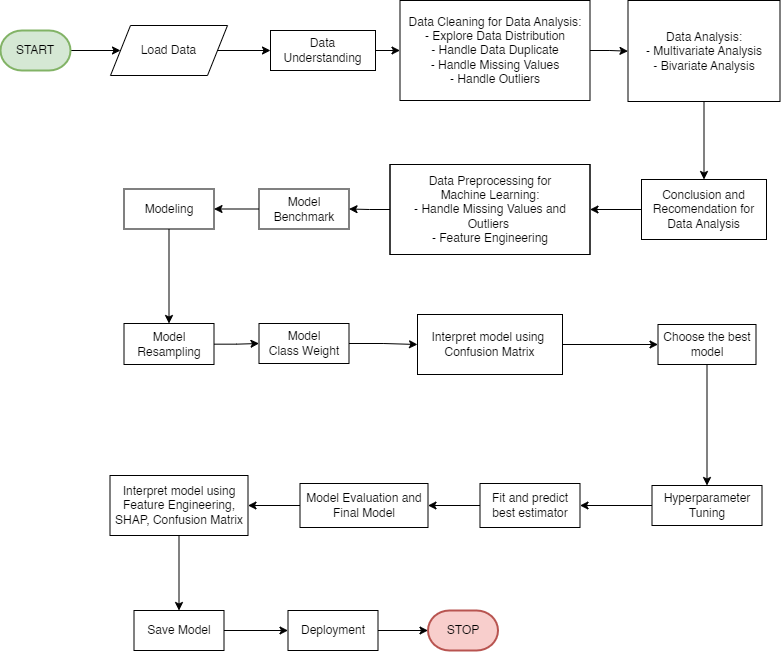 START
Load Data
Data
Understanding
Data Cleaning for Data Analysis:
- Explore Data Distribution
- Handle Data Duplicate
- Handle Missing Values
- Handle Outliers
Data Analysis:
- Multivariate Analysis
- Bivariate Analysis
Conclusion and
Recomendation for
Data Analysis
Data Preprocessing for
Machine Learning:
- Handle Missing Values and
Outliers
- Feature Engineering
Model
Benchmark
Modeling
Model
Resampling
Model
Class Weight
Interpret model using
Confusion Matrix
Choose the best
model
Hyperparameter
Tuning
Fit and predict
best estimator
Model Evaluation and
Final Model
Interpret model using
Feature Engineering,
SHAP, Confusion Matrix
Save Model
Deployment
STOP